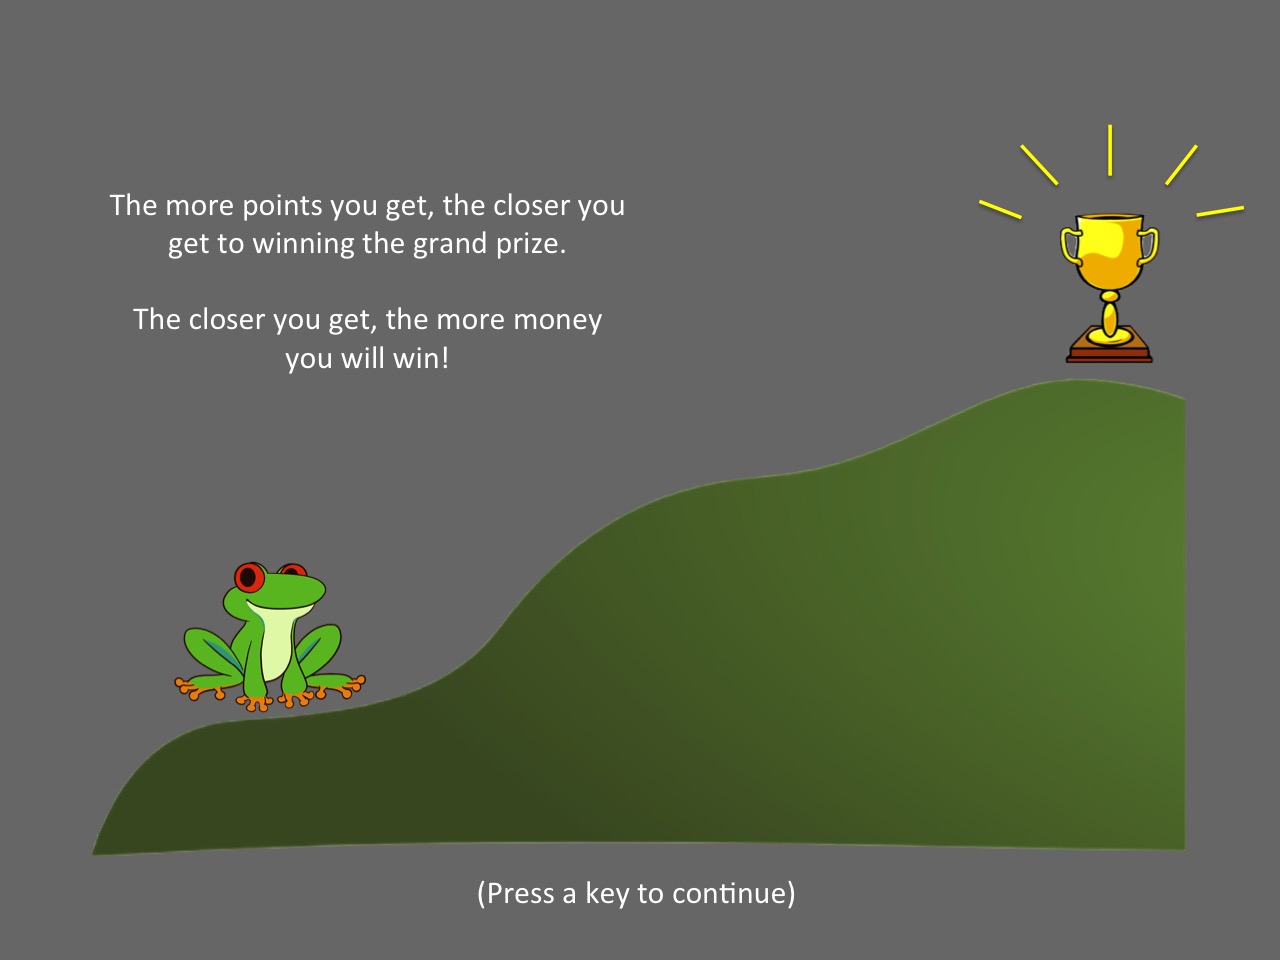 The more points you get, the closer you
get to winning the grand prize.
The closer you get, the more money
you will win!
(Press a key to continue)